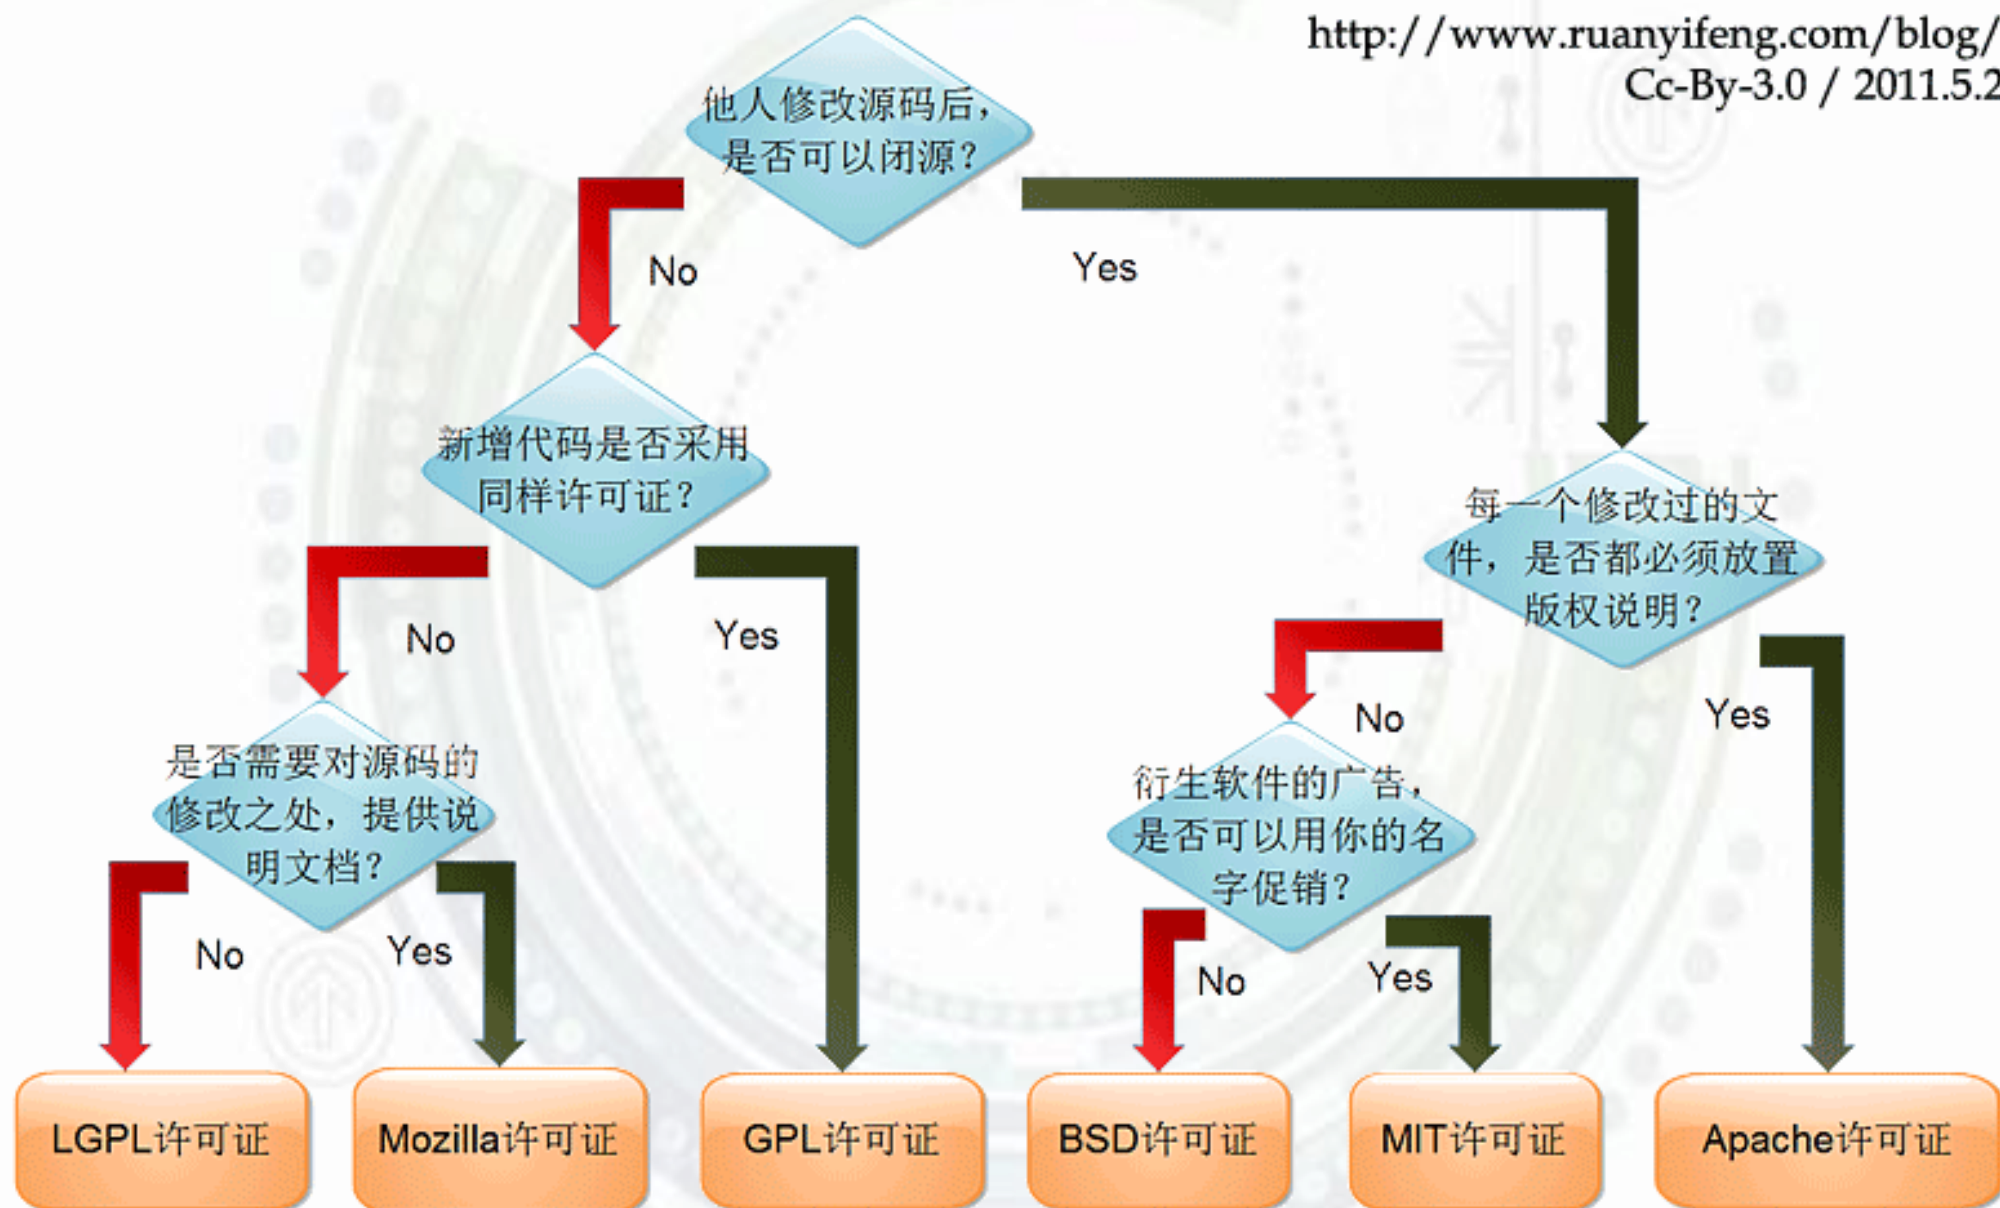 http://www.ruanyifeng.com/blog/
Cc-By-3.0 / 2011.5.2
他人修改源码后，
是否可以闭源？
No
Yes
新增代码是否采用
同样许可证？
No
Yes
每一个修改过的文
件，是否都必须放置
版权说明？
No
Yes
是否需要对源码的
修改之处，提供说
明文档？
No
Yes
衍生软件的广告，
是否可以用你的名
字促销？
No
Yes
LGPL许可证
Mozilla许可证
GPL许可证
BSD许可证
MIT许可证
Apache许可证